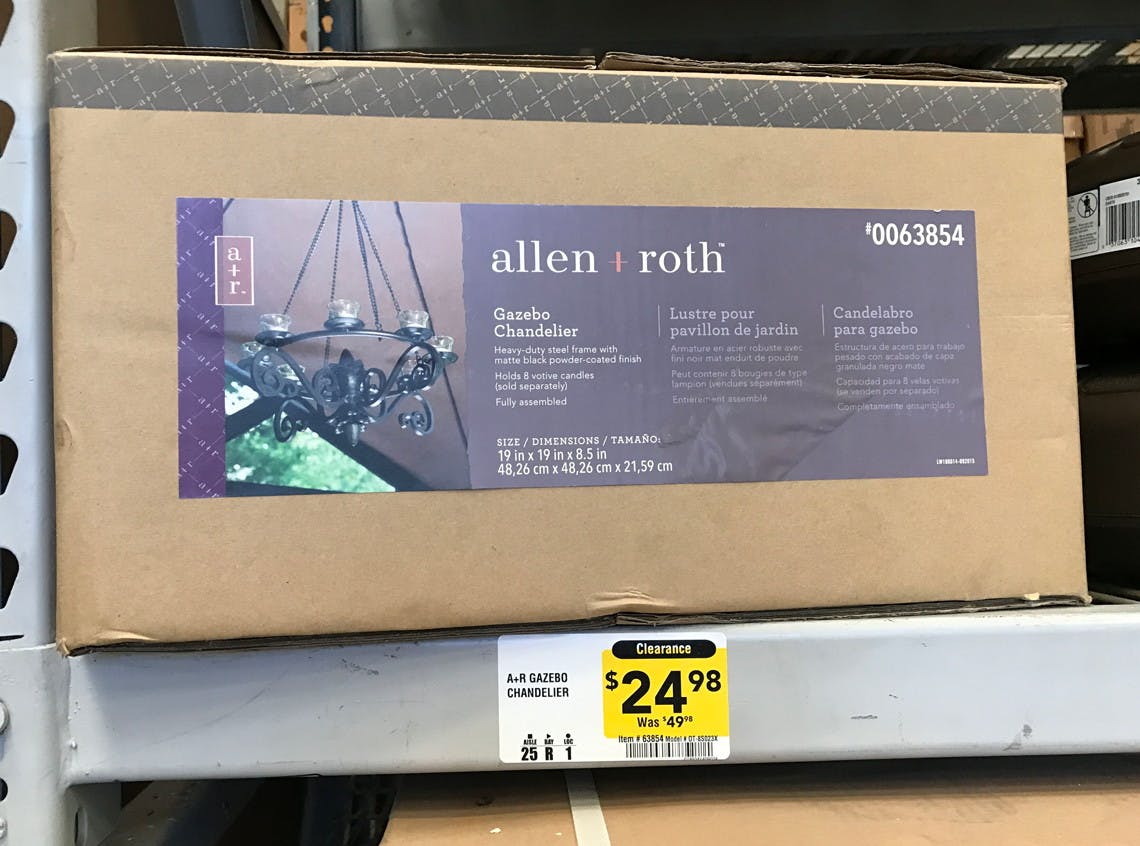 a
+
r™
allen + roth™
#0063854
Gazebo
Chandelier
Heavy-duty steel frame with
matte black powder-coated finish
Holds 8 votive candles
(sold separately)
Fully assembled
Lustre pour
pavillon de jardin
Armature en acier robuste avec
fini noir mat enduit de poudre
Peut contenir 8 bougies de type
lampion (vendues séparément)
Entièrement assemblé
Candelabro
para gazebo
Estructura de acero para trabajo
pesado con acabado de capa
granulada negro mate
Capacidad para 8 velas votivas
(se venden por separado)
Completamente ensamblado
SIZE / DIMENSIONS / TAMAÑO:
19 in x 19 in x 8.5 in
48,26 cm x 48,26 cm x 21,59 cm
A+R GAZEBO
CHANDELIER
AISLE BAY LOC
25 R 1
Clearance
$24.98
Was $49.98
Item # 63854 Model # OT-8S023X